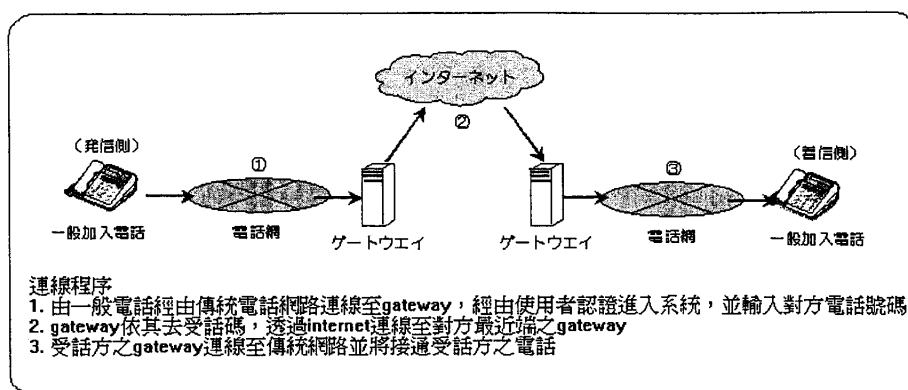 インターネット
②
(発信側)
①
③
(着信側)
一般加入電話
電話網
ゲートウエイ
ゲートウエイ
電話網
一般加入電話
連線程序
1. 由一般電話經由傳統電話網路連線至gateway，經由使用者認證進入系統，並輸入對方電話號碼
2. gateway依其去受話碼，透過internet連線至對方最近端之gateway
3. 受話方之gateway連線至傳統網路並將接通受話方之電話